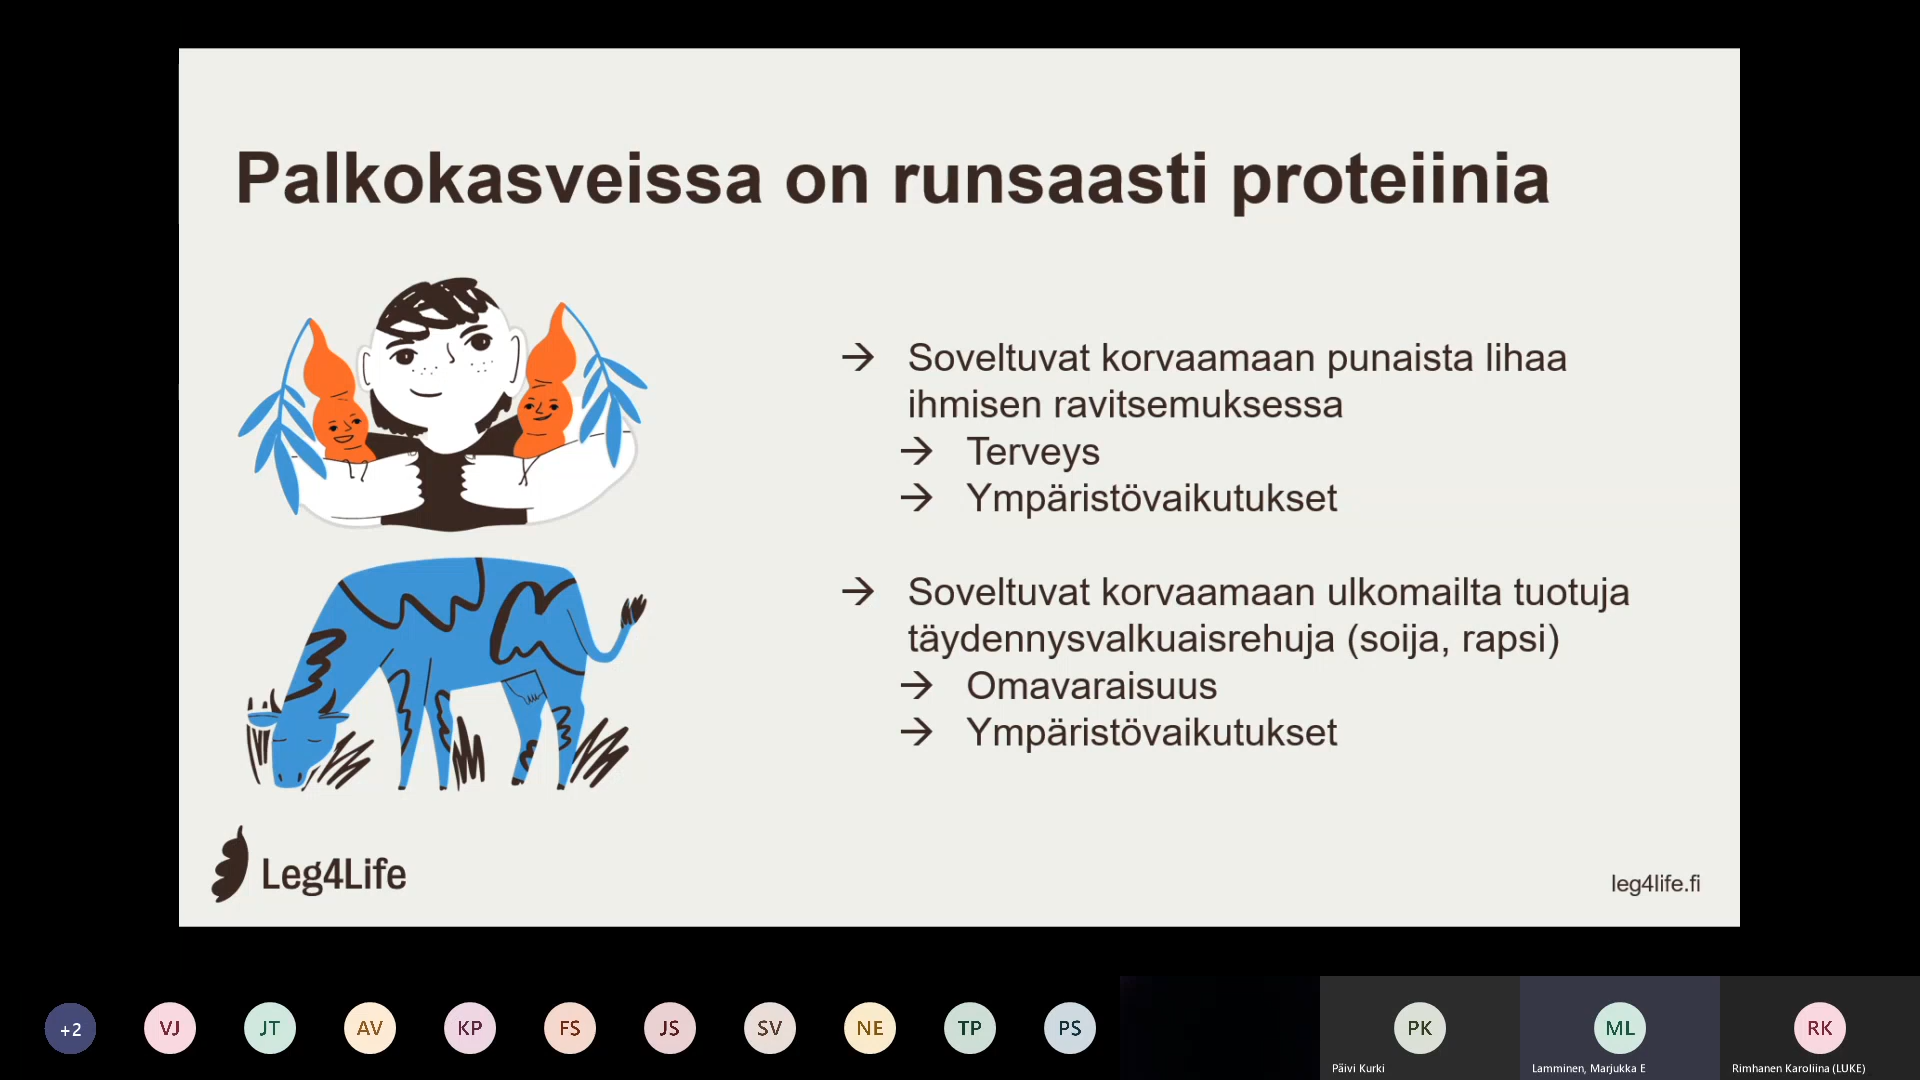 Palkokasveissa on runsaasti proteiinia
→ Soveltuvat korvaamaan punaista lihaa
ihmisen ravitsemuksessa
→ Terveys
→ Ympäristövaikutukset
→ Soveltuvat korvaamaan ulkomailta tuotuja
täydennysvalkuaisrehuja (soija, rapsi)
→ Omavaraisuus
→ Ympäristövaikutukset
Leg4Life
leg4life.fi
+2 VJ JT AV KP FS JS SV NE TP PS PK ML RK
Päivi Kurki Lamminen, Marjukka E Rimhanen Karoliina (LUKE)